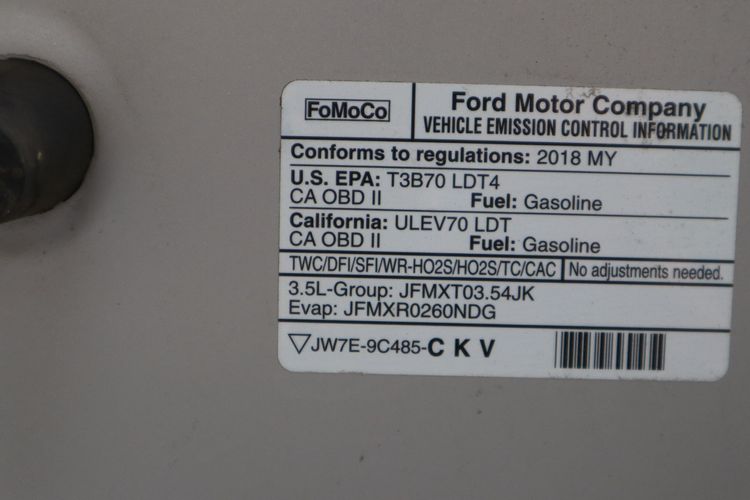 FoMoCo
Ford Motor Company
VEHICLE EMISSION CONTROL INFORMATION
Conforms to regulations: 2018 MY
U.S. EPA: T3B70 LDT4
CA OBD II Fuel: Gasoline
California: ULEV70 LDT
CA OBD II Fuel: Gasoline
TWC/DFI/SFI/WR-HO2S/HO2S/TC/CAC No adjustments needed.
3.5L-Group: JFMXT03.54JK
Evap: JFMXR0260NDG
JW7E-9C485-CKV